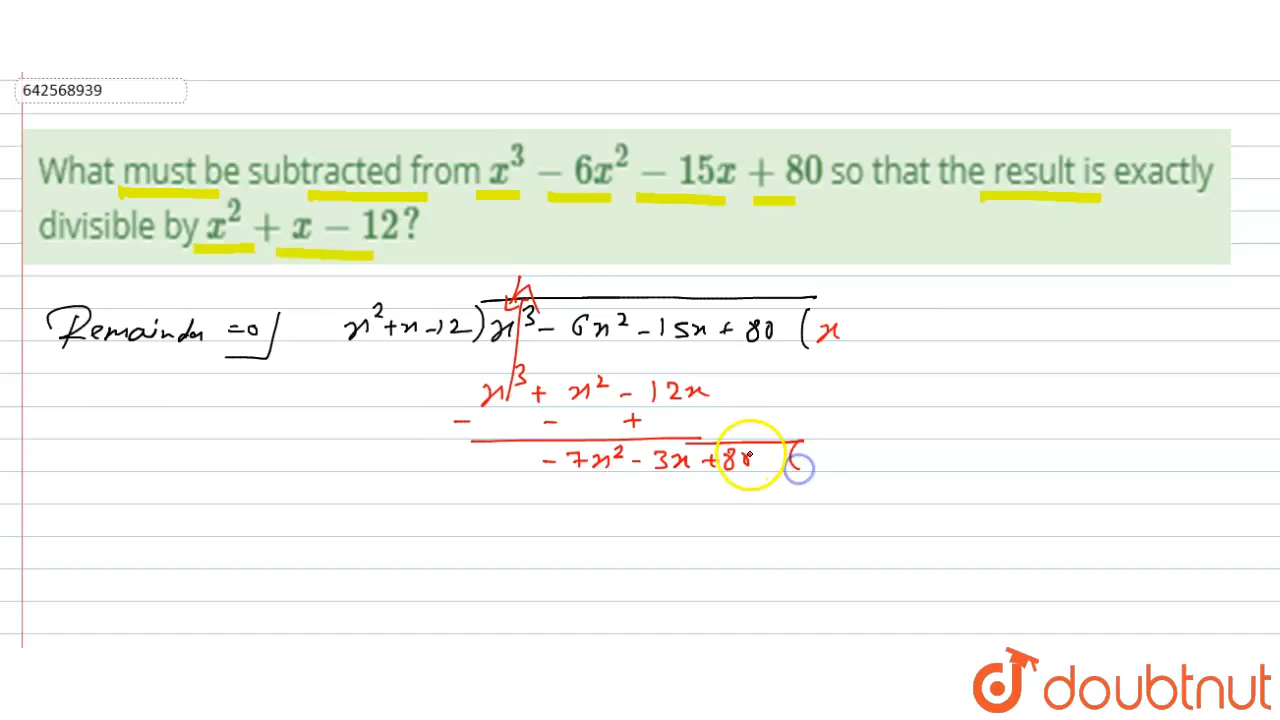 642568939
What must be subtracted from x³ − 6x² − 15x + 80 so that the result is exactly
divisible by x² + x − 12?
Remainder = 0 x² + x − 12 ) x³ − 6x² − 15x + 80 ( x
x³ + x² − 12x
− − +
− 7x² − 3x + 80 (
doubtnut